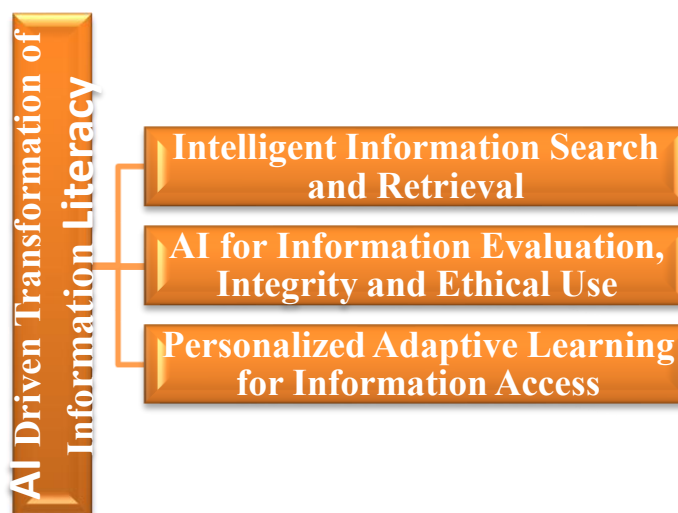 AI Driven Transformation of
Information Literacy
Intelligent Information Search
and Retrieval
AI for Information Evaluation,
Integrity and Ethical Use
Personalized Adaptive Learning
for Information Access